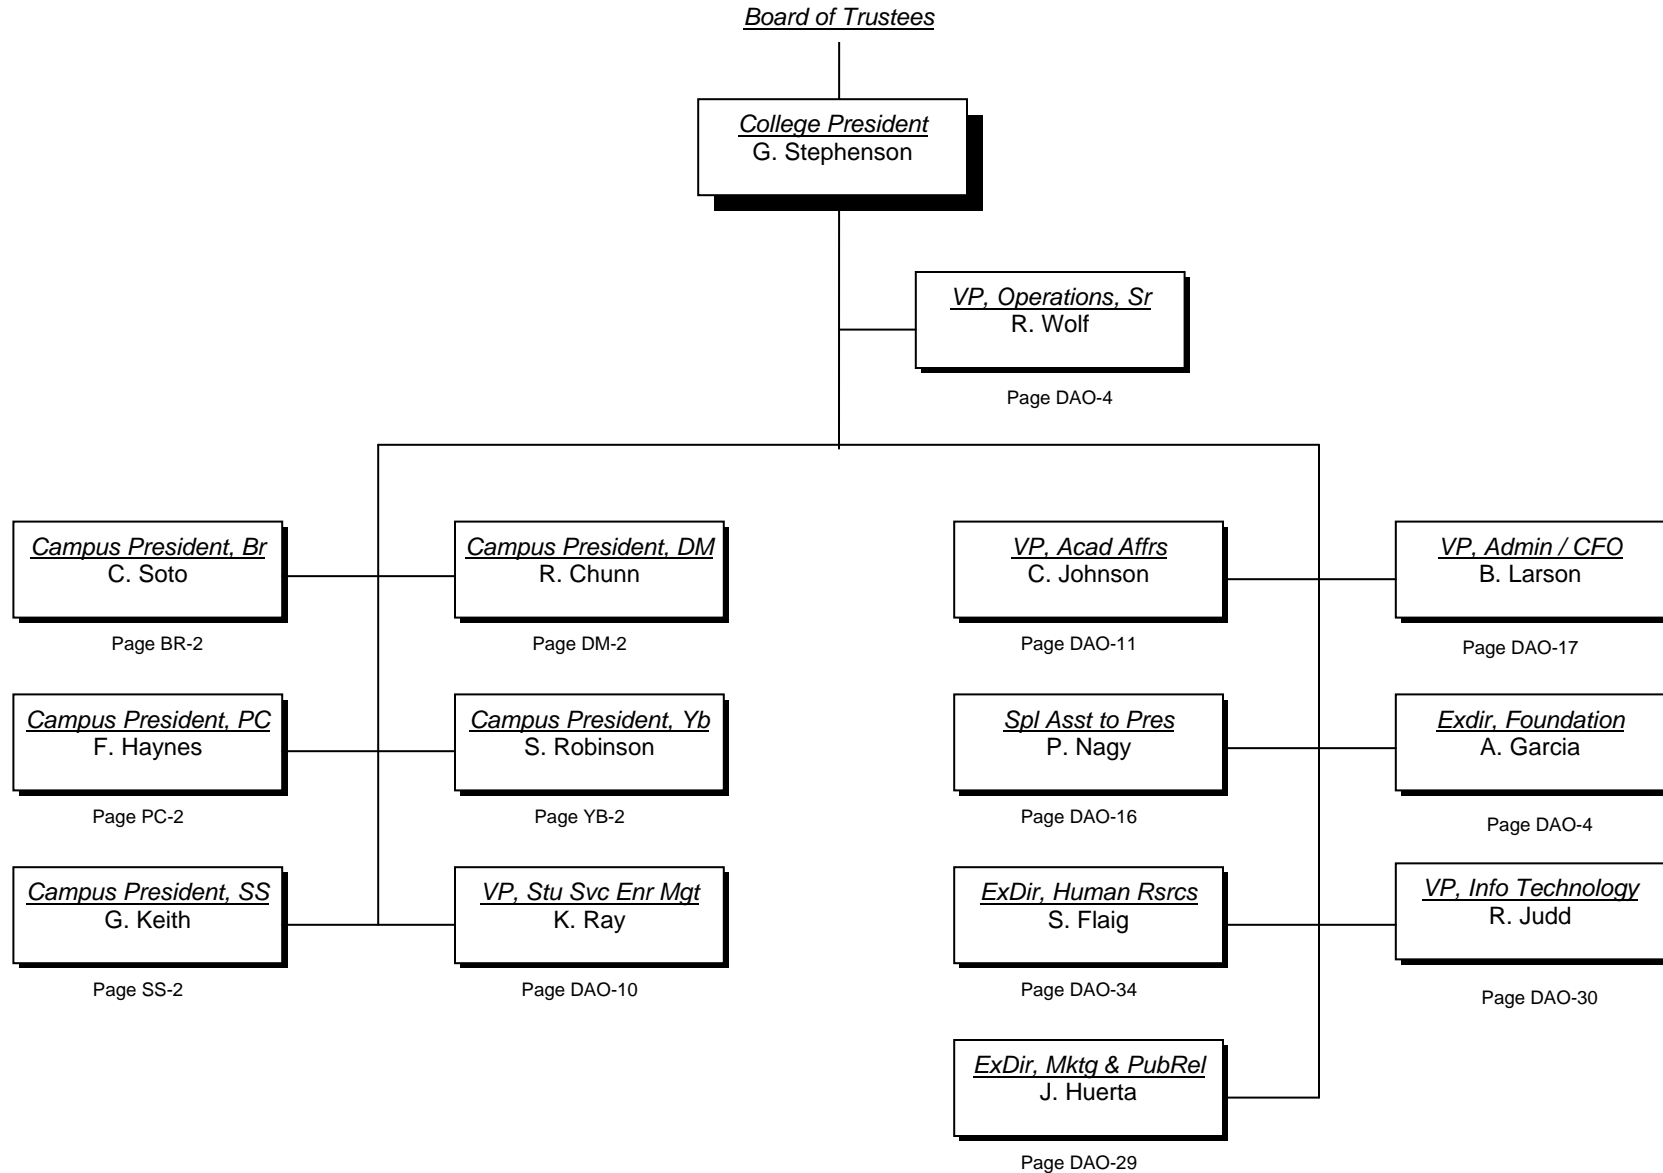 Board of Trustees
College President
G. Stephenson
VP, Operations, Sr
R. Wolf
Page DAO-4
Campus President, Br
C. Soto
Page BR-2
Campus President, DM
R. Chunn
Page DM-2
VP, Acad Affrs
C. Johnson
Page DAO-11
VP, Admin / CFO
B. Larson
Page DAO-17
Campus President, PC
F. Haynes
Page PC-2
Campus President, Yb
S. Robinson
Page YB-2
Spl Asst to Pres
P. Nagy
Page DAO-16
Exdir, Foundation
A. Garcia
Page DAO-4
Campus President, SS
G. Keith
Page SS-2
VP, Stu Svc Enr Mgt
K. Ray
Page DAO-10
ExDir, Human Rsrcs
S. Flaig
Page DAO-34
VP, Info Technology
R. Judd
Page DAO-30
ExDir, Mktg & PubRel
J. Huerta
Page DAO-29